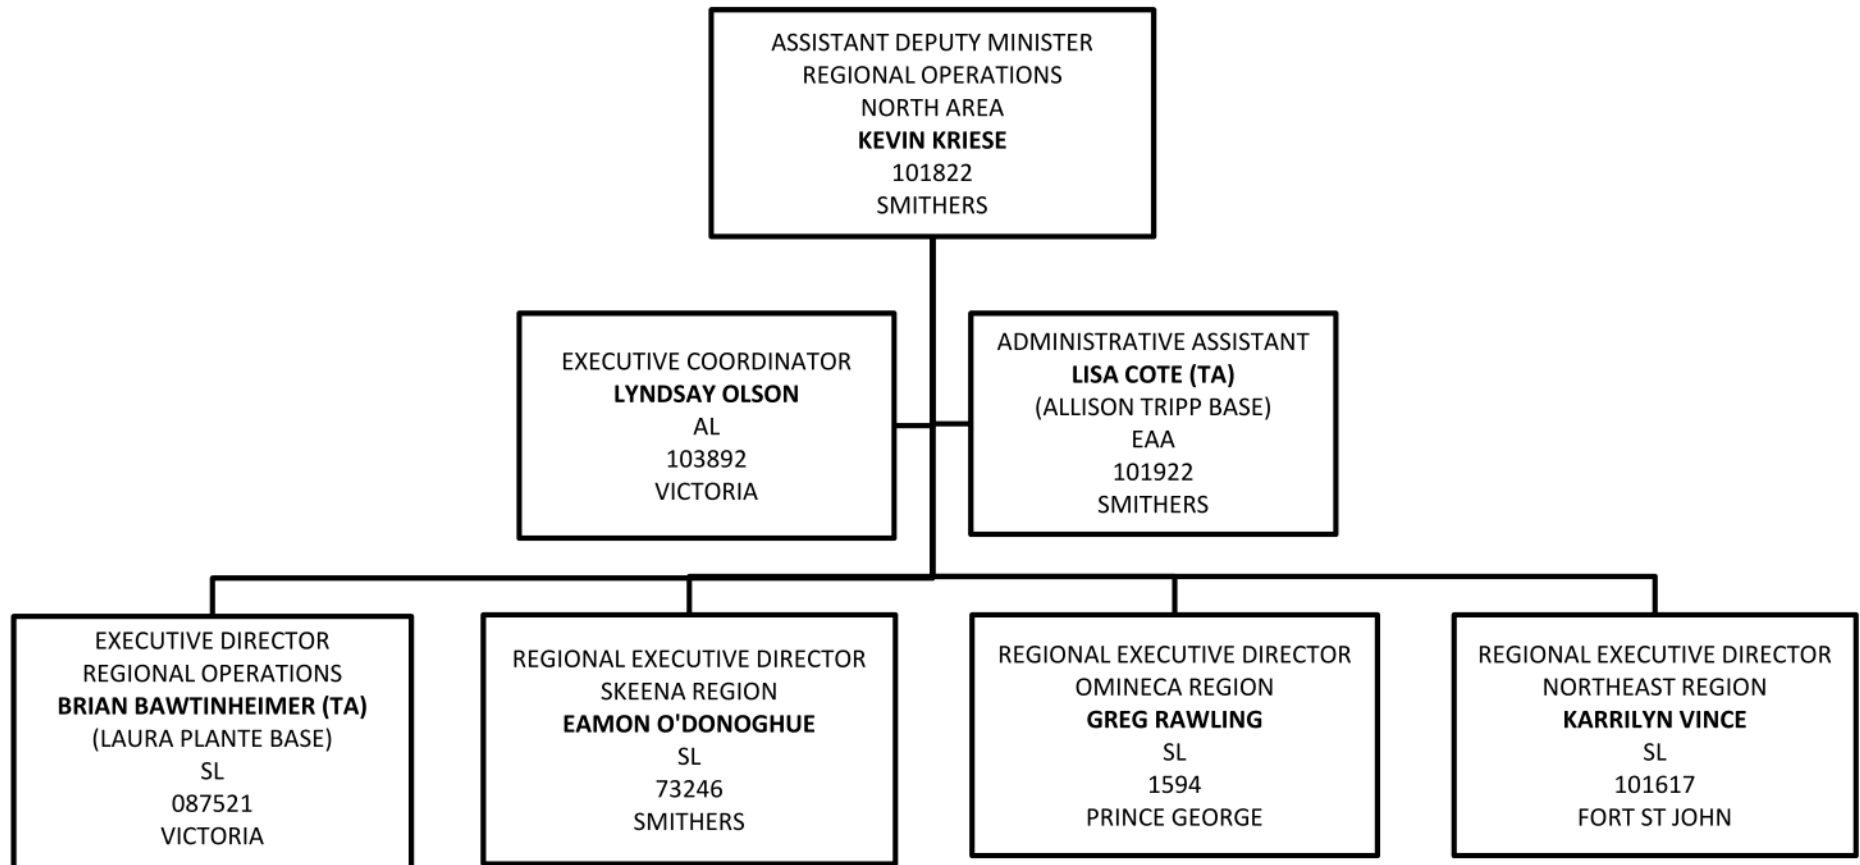 ASSISTANT DEPUTY MINISTER
REGIONAL OPERATIONS
NORTH AREA
KEVIN KRIESE
101822
SMITHERS
EXECUTIVE COORDINATOR
LYNDSAY OLSON
AL
103892
VICTORIA
ADMINISTRATIVE ASSISTANT
LISA COTE (TA)
(ALLISON TRIPP BASE)
EAA
101922
SMITHERS
EXECUTIVE DIRECTOR
REGIONAL OPERATIONS
BRIAN BAWTINHEIMER (TA)
(LAURA PLANTE BASE)
SL
087521
VICTORIA
REGIONAL EXECUTIVE DIRECTOR
SKEENA REGION
EAMON O'DONOGHUE
SL
73246
SMITHERS
REGIONAL EXECUTIVE DIRECTOR
OMINECA REGION
GREG RAWLING
SL
1594
PRINCE GEORGE
REGIONAL EXECUTIVE DIRECTOR
NORTHEAST REGION
KARRILYN VINCE
SL
101617
FORT ST JOHN